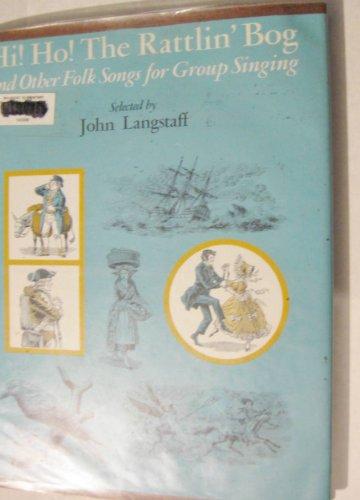 Hi! Ho! The Rattlin' Bog
and Other Folk Songs for Group Singing
Selected by
John Langstaff